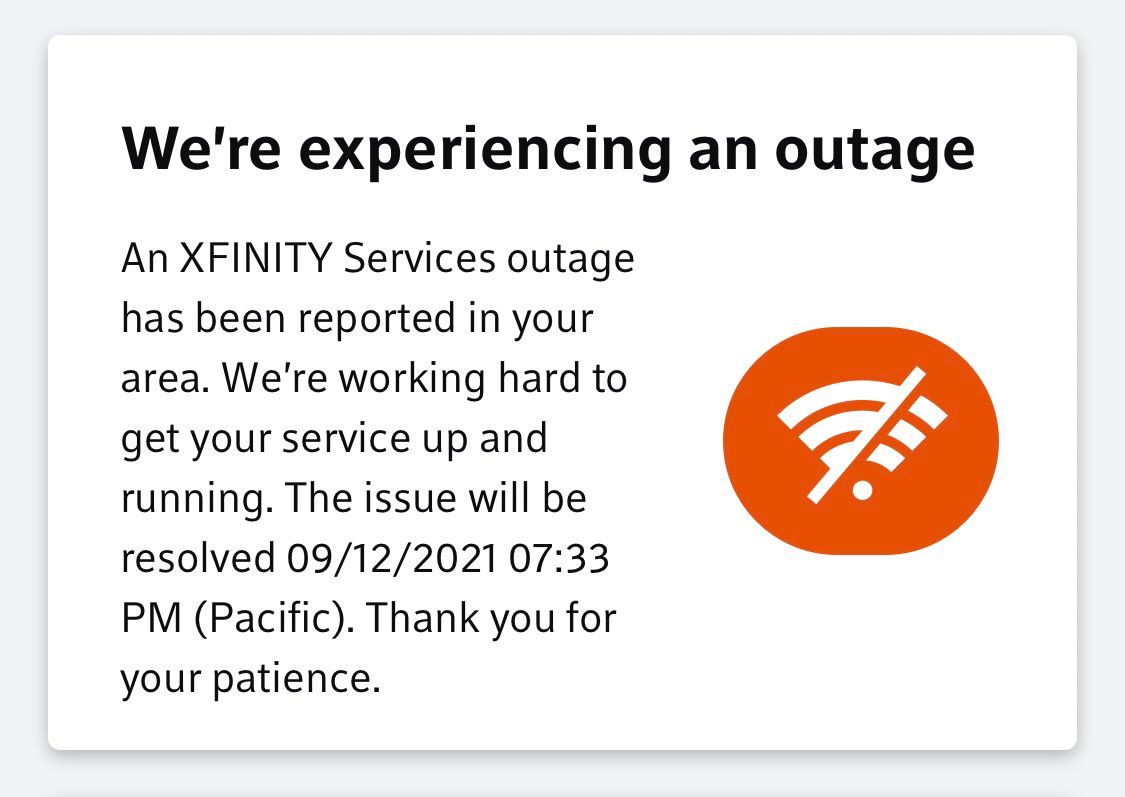 We're experiencing an outage
An XFINITY Services outage
has been reported in your
area. We're working hard to
get your service up and
running. The issue will be
resolved 09/12/2021 07:33
PM (Pacific). Thank you for
your patience.